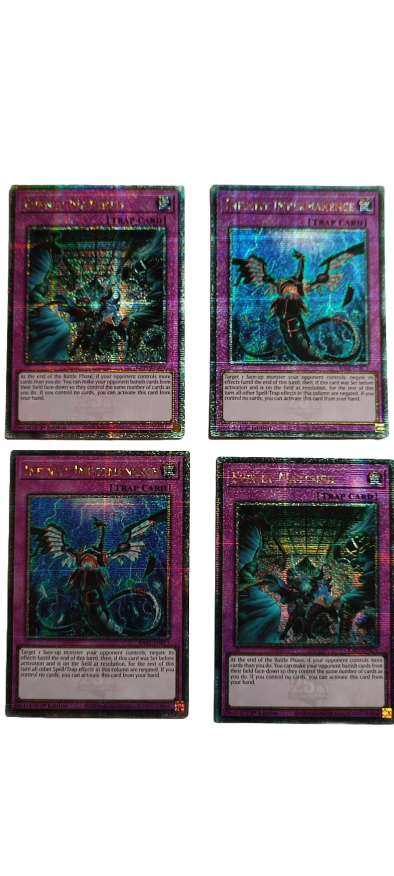 [TRAP CARD]
At the end of the Battle Phase, if your opponent controls more
cards than you do: You can make your opponent banish cards from
their field face-down so they control the same number of cards as
you do. If you control no cards, you can activate this card from
your hand.
INFINITE IMPERMANENCE
[TRAP CARD]
Target 1 face-up monster your opponent controls; negate its
effects (until the end of this turn), then, if this card was Set before
activation and is on the field at resolution, for the rest of this
turn all other Spell/Trap effects in this column are negated. If you
control no cards, you can activate this card from your hand.
INFINITE IMPERMANENCE
[TRAP CARD]
Target 1 face-up monster your opponent controls; negate its
effects (until the end of this turn), then, if this card was Set before
activation and is on the field at resolution, for the rest of this
turn all other Spell/Trap effects in this column are negated. If you
control no cards, you can activate this card from your hand.
[TRAP CARD]
At the end of the Battle Phase, if your opponent controls more
cards than you do: You can make your opponent banish cards from
their field face-down so they control the same number of cards as
you do. If you control no cards, you can activate this card from
your hand.